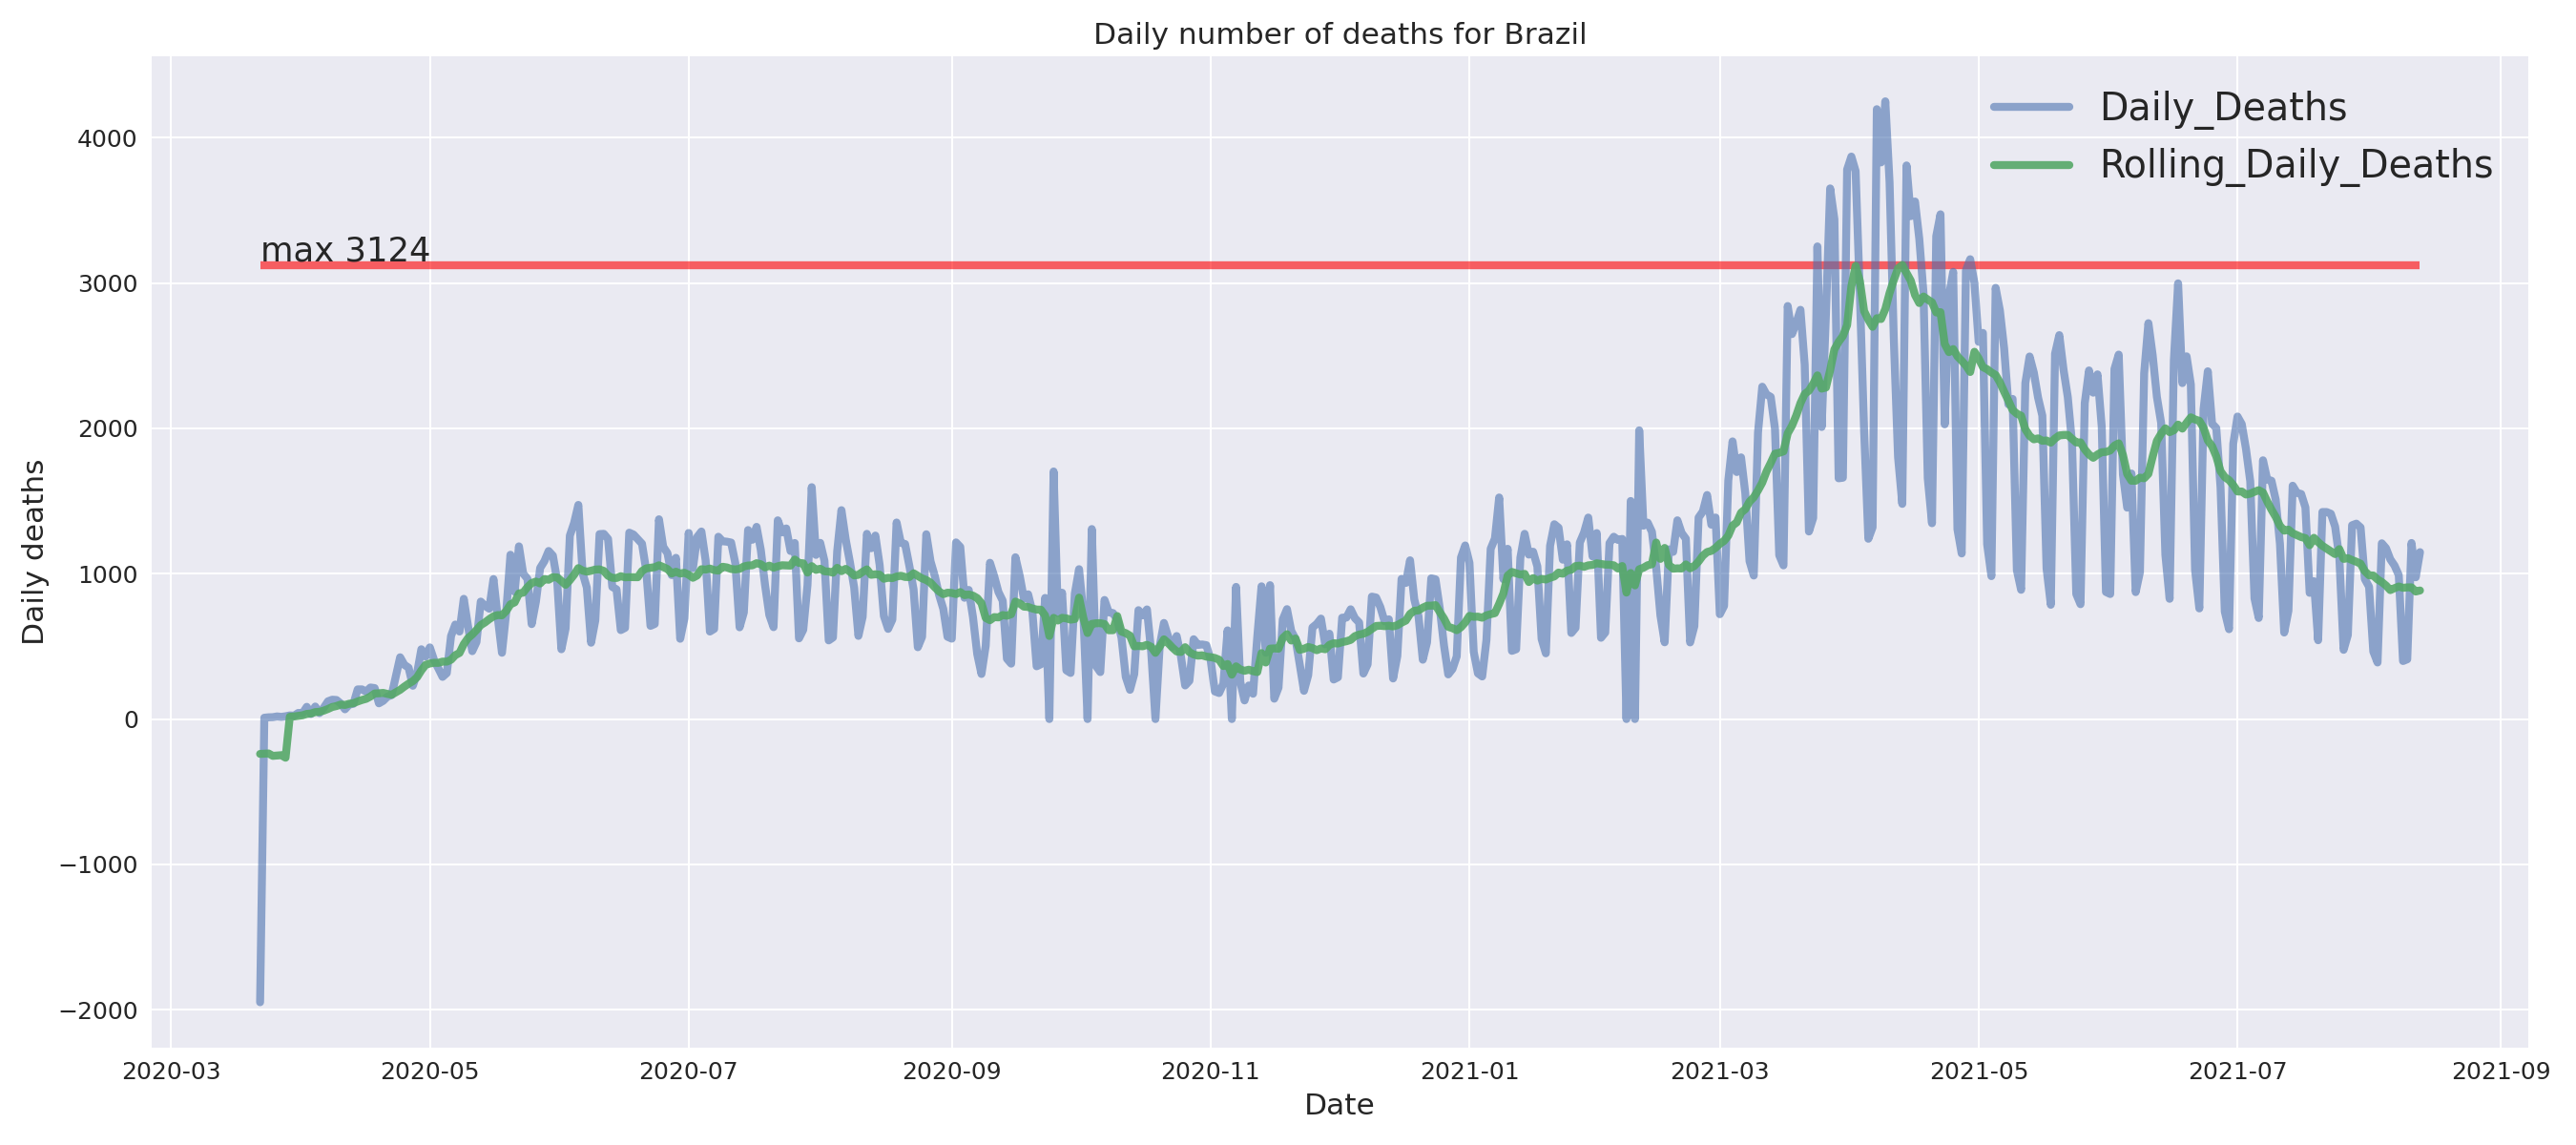 Daily number of deaths for Brazil
Daily_Deaths
Rolling_Daily_Deaths
max 3124
Daily deaths
4000
3000
2000
1000
0
−1000
−2000
2020-03 2020-05 2020-07 2020-09 2020-11 2021-01 2021-03 2021-05 2021-07 2021-09
Date